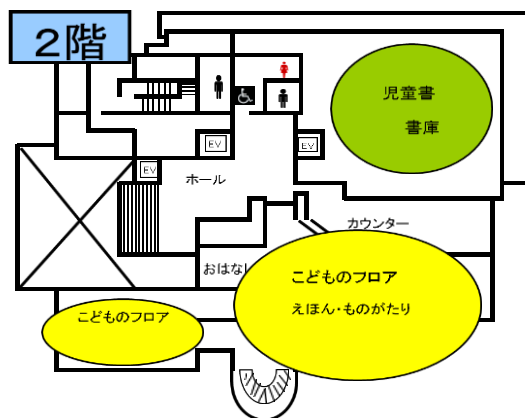 2階
児童書
書庫
EV
EV
EV
ホール
カウンター
おはなし
こどものフロア
えほん・ものがたり
こどものフロア